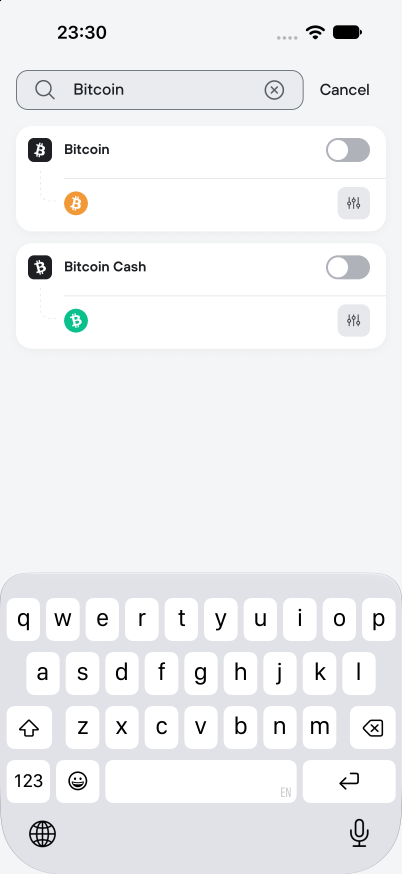 23:30
Bitcoin
Cancel
Bitcoin
Bitcoin Cash
q w e r t y u i o p
a s d f g h j k l
z x c v b n m
123
EN